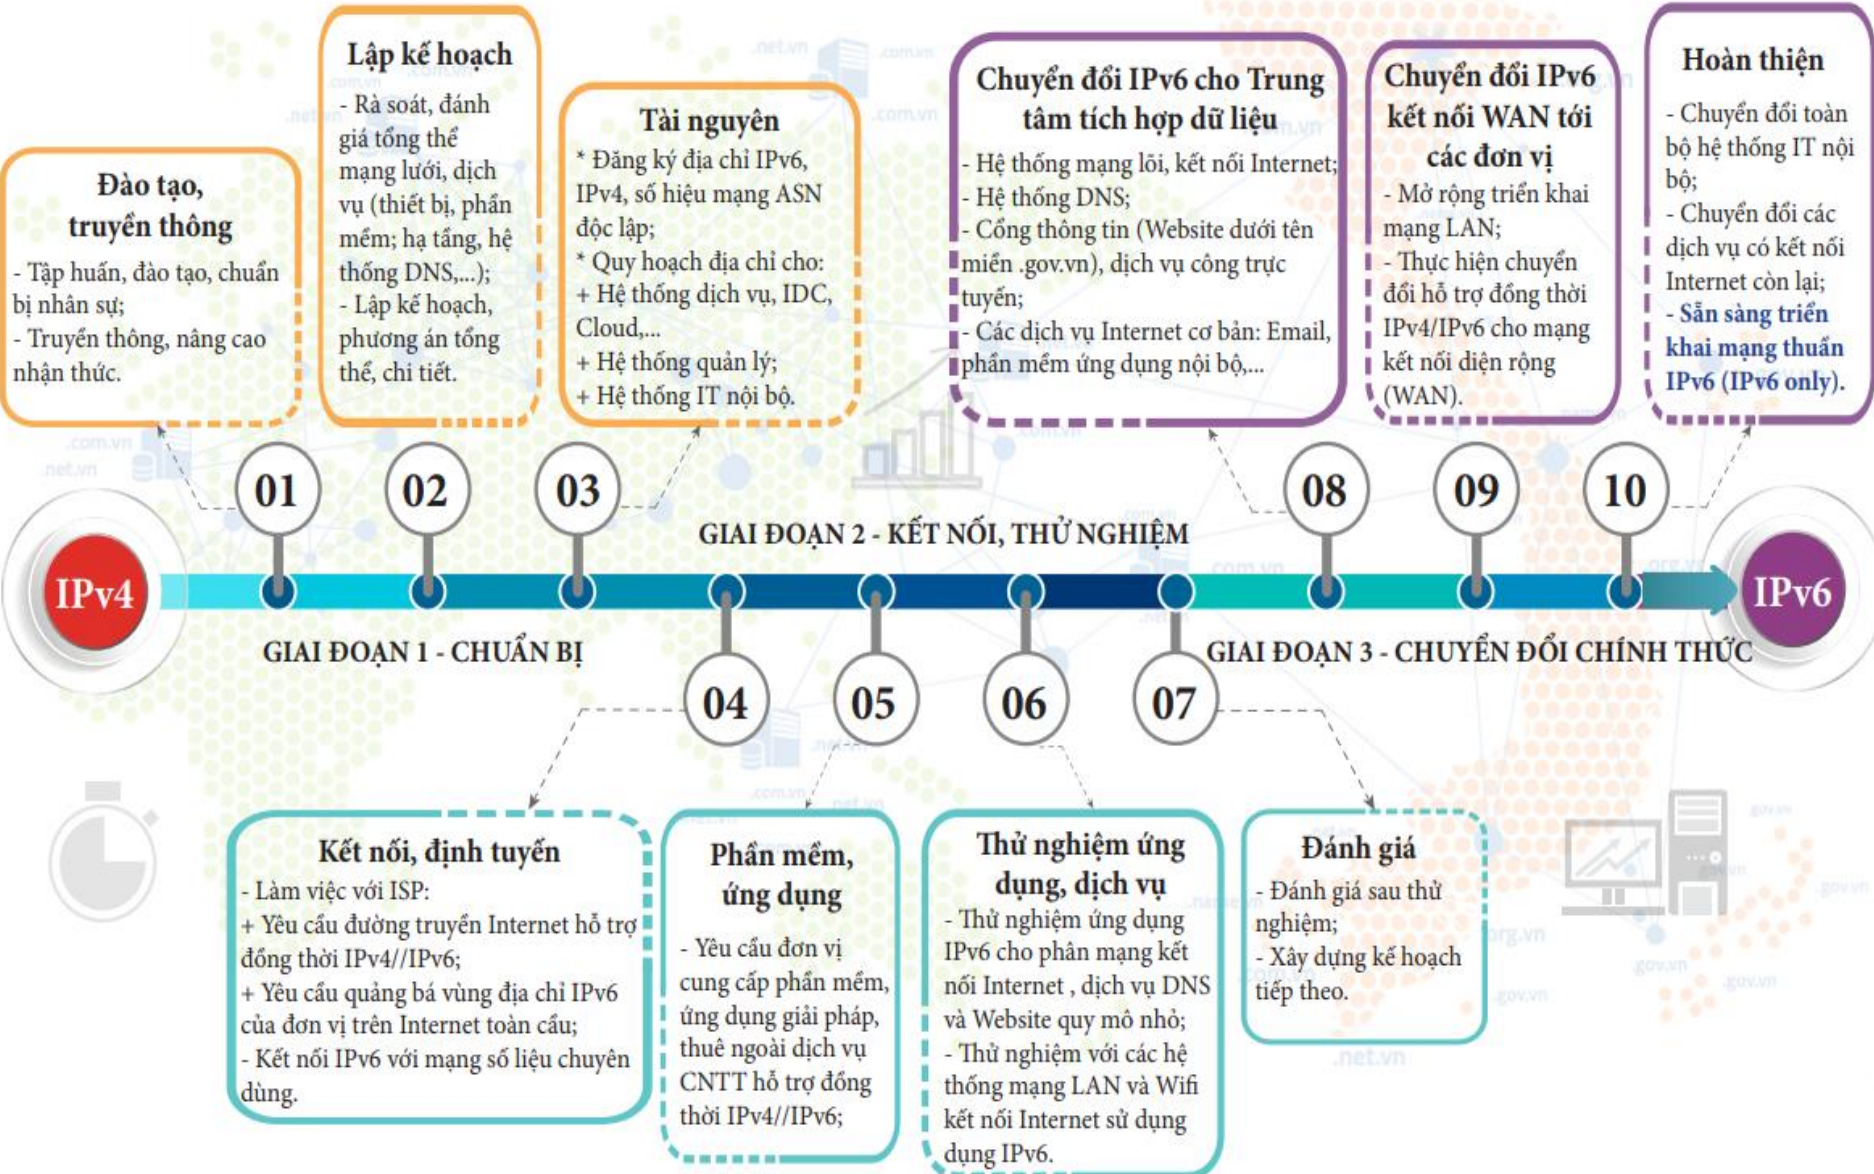 Đào tạo,
truyền thông
- Tập huấn, đào tạo, chuẩn
bị nhân sự;
- Truyền thông, nâng cao
nhận thức.
Lập kế hoạch
- Rà soát, đánh
giá tổng thể
mạng lưới, dịch
vụ (thiết bị, phần
mềm; hạ tầng, hệ
thống DNS,...);
- Lập kế hoạch,
phương án tổng
thể, chi tiết.
Tài nguyên
* Đăng ký địa chỉ IPv6,
IPv4, số hiệu mạng ASN
độc lập;
* Quy hoạch địa chỉ cho:
+ Hệ thống dịch vụ, IDC,
Cloud,...
+ Hệ thống quản lý;
+ Hệ thống IT nội bộ.
Chuyển đổi IPv6 cho Trung
tâm tích hợp dữ liệu
- Hệ thống mạng lõi, kết nối Internet;
- Hệ thống DNS;
- Cổng thông tin (Website dưới tên
miền .gov.vn), dịch vụ công trực
tuyến;
- Các dịch vụ Internet cơ bản: Email,
phần mềm ứng dụng nội bộ,...
Chuyển đổi IPv6
kết nối WAN tới
các đơn vị
- Mở rộng triển khai
mạng LAN;
- Thực hiện chuyển
đổi hỗ trợ đồng thời
IPv4/IPv6 cho mạng
kết nối diện rộng
(WAN).
Hoàn thiện
- Chuyển đổi toàn
bộ hệ thống IT nội
bộ;
- Chuyển đổi các
dịch vụ có kết nối
Internet còn lại;
- Sẵn sàng triển
khai mạng thuần
IPv6 (IPv6 only).
01
02
03
08
09
10
GIAI ĐOẠN 2 - KẾT NỐI, THỬ NGHIỆM
IPv4
IPv6
GIAI ĐOẠN 1 - CHUẨN BỊ
GIAI ĐOẠN 3 - CHUYỂN ĐỔI CHÍNH THỨC
04
05
06
07
Kết nối, định tuyến
- Làm việc với ISP:
+ Yêu cầu đường truyền Internet hỗ trợ
đồng thời IPv4//IPv6;
+ Yêu cầu quảng bá vùng địa chỉ IPv6
của đơn vị trên Internet toàn cầu;
- Kết nối IPv6 với mạng số liệu chuyên
dùng.
Phần mềm,
ứng dụng
- Yêu cầu đơn vị
cung cấp phần mềm,
ứng dụng giải pháp,
thuê ngoài dịch vụ
CNTT hỗ trợ đồng
thời IPv4//IPv6;
Thử nghiệm ứng
dụng, dịch vụ
- Thử nghiệm ứng dụng
IPv6 cho phân mạng kết
nối Internet , dịch vụ DNS
và Website quy mô nhỏ;
- Thử nghiệm với các hệ
thống mạng LAN và Wifi
kết nối Internet sử dụng
dụng IPv6.
Đánh giá
- Đánh giá sau thử
nghiệm;
- Xây dựng kế hoạch
tiếp theo.